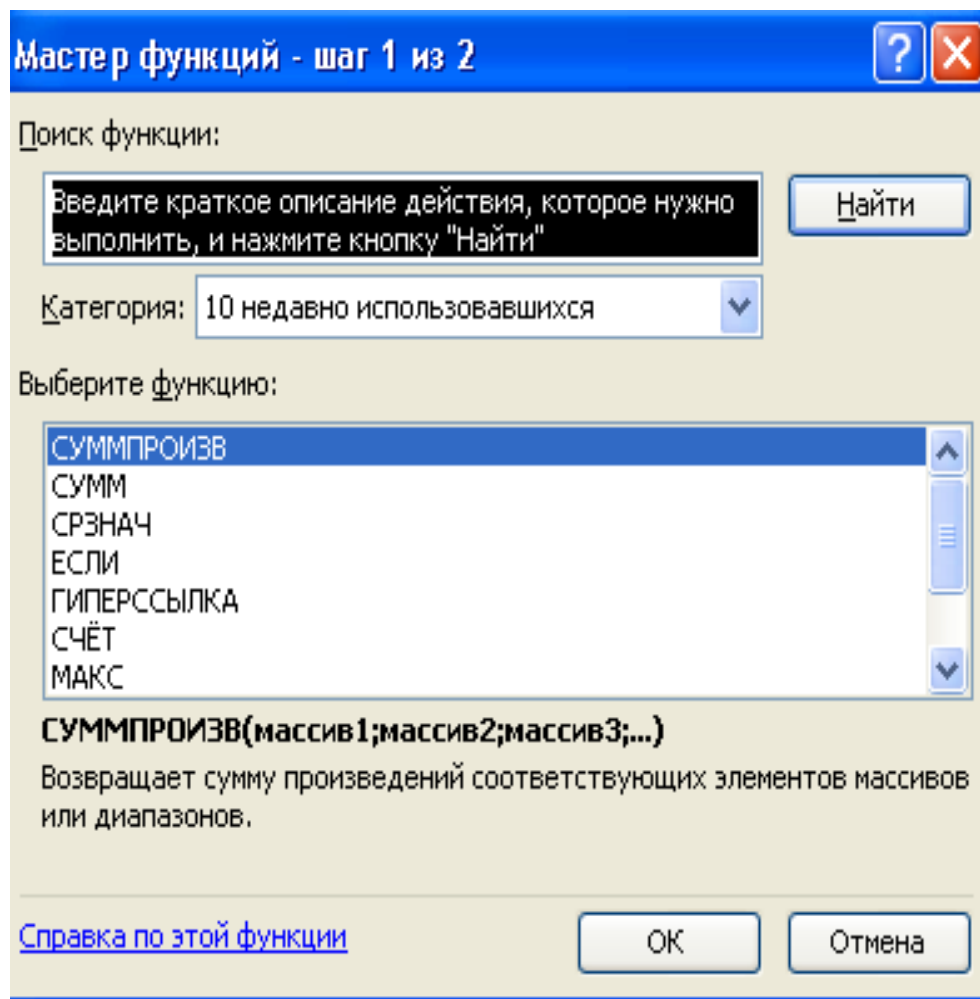 Мастер функций - шаг 1 из 2
Поиск функции:
Введите краткое описание действия, которое нужно
выполнить, и нажмите кнопку "Найти"
Найти
Категория: 10 недавно использовавшихся
Выберите функцию:
СУММПРОИЗВ
СУММ
СРЗНАЧ
ЕСЛИ
ГИПЕРССЫЛКА
СЧЁТ
МАКС
СУММПРОИЗВ(массив1;массив2;массив3;...)
Возвращает сумму произведений соответствующих элементов массивов
или диапазонов.
Справка по этой функции
ОК
Отмена